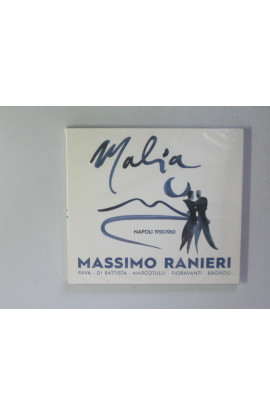 Malia
NAPOLI 1950.1960
MASSIMO RANIERI
RAVA DI BATTISTA MARCOTULLI FIORAVANTI BAGNOLI